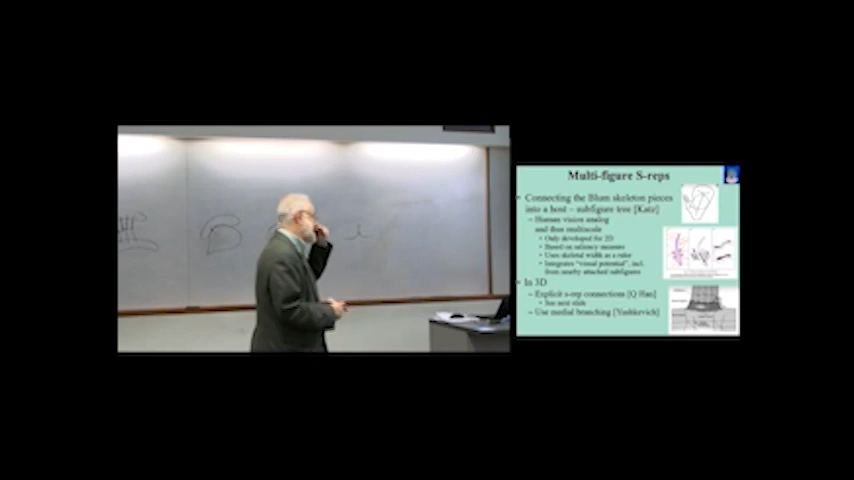 Multi-figure S-reps
• Connecting the Blum skeleton pieces
into a host – subfigure tree [Katz]
– Human vision analog
and thus multiscale
• Only developed for 2D
• Based on saliency measure
• Uses skeletal width as a ruler
• Integrates "visual potential", incl.
from nearby attached subfigures
• In 3D
– Explicit s-rep connections [Q Han]
• See next slide
– Use medial branching [Yushkevich]